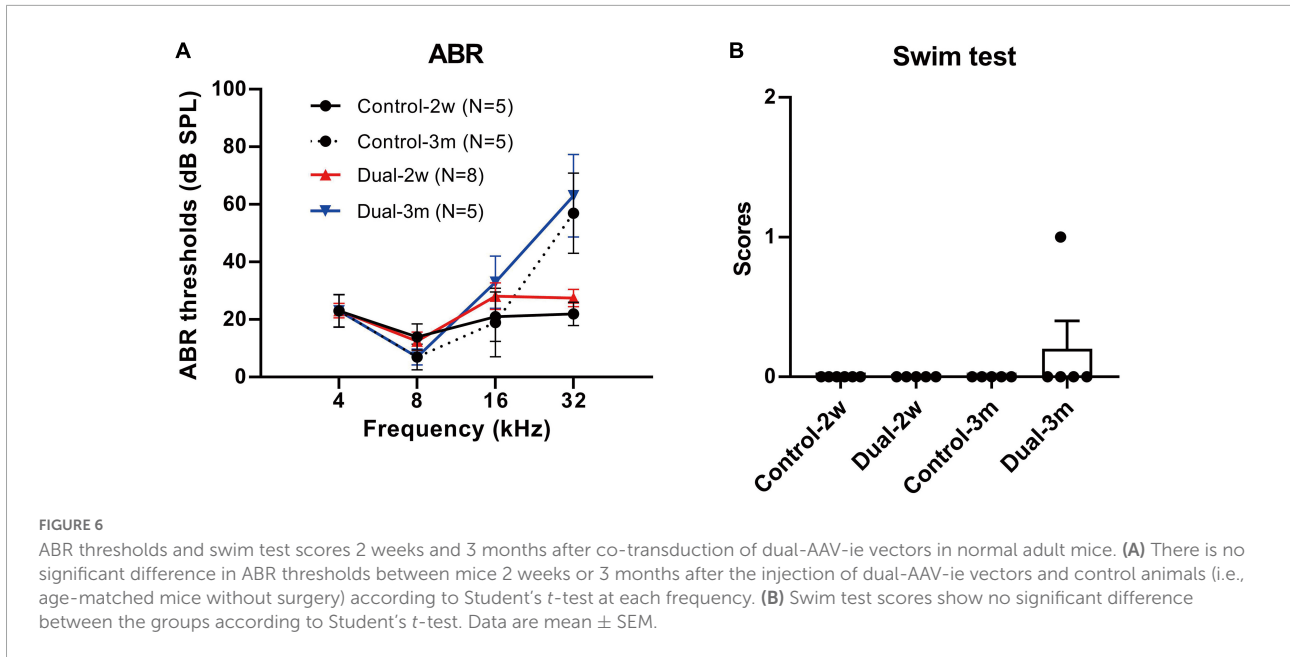 A
ABR
ABR thresholds (dB SPL)
100
80
60
40
20
0
Control-2w (N=5)
Control-3m (N=5)
Dual-2w (N=8)
Dual-3m (N=5)
4 8 16 32
Frequency (kHz)
B
Swim test
Scores
2
1
0
Control-2w
Dual-2w
Control-3m
Dual-3m
FIGURE 6
ABR thresholds and swim test scores 2 weeks and 3 months after co-transduction of dual-AAV-ie vectors in normal adult mice. (A) There is no
significant difference in ABR thresholds between mice 2 weeks or 3 months after the injection of dual-AAV-ie vectors and control animals (i.e.,
age-matched mice without surgery) according to Student's t-test at each frequency. (B) Swim test scores show no significant difference
between the groups according to Student's t-test. Data are mean ± SEM.